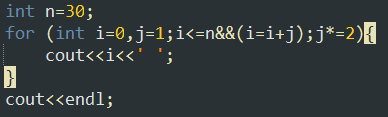 int n=30;
for (int i=0,j=1;i<=n&&(i=i+j);j*=2){
    cout<<i<<' ';
}
cout<<endl;